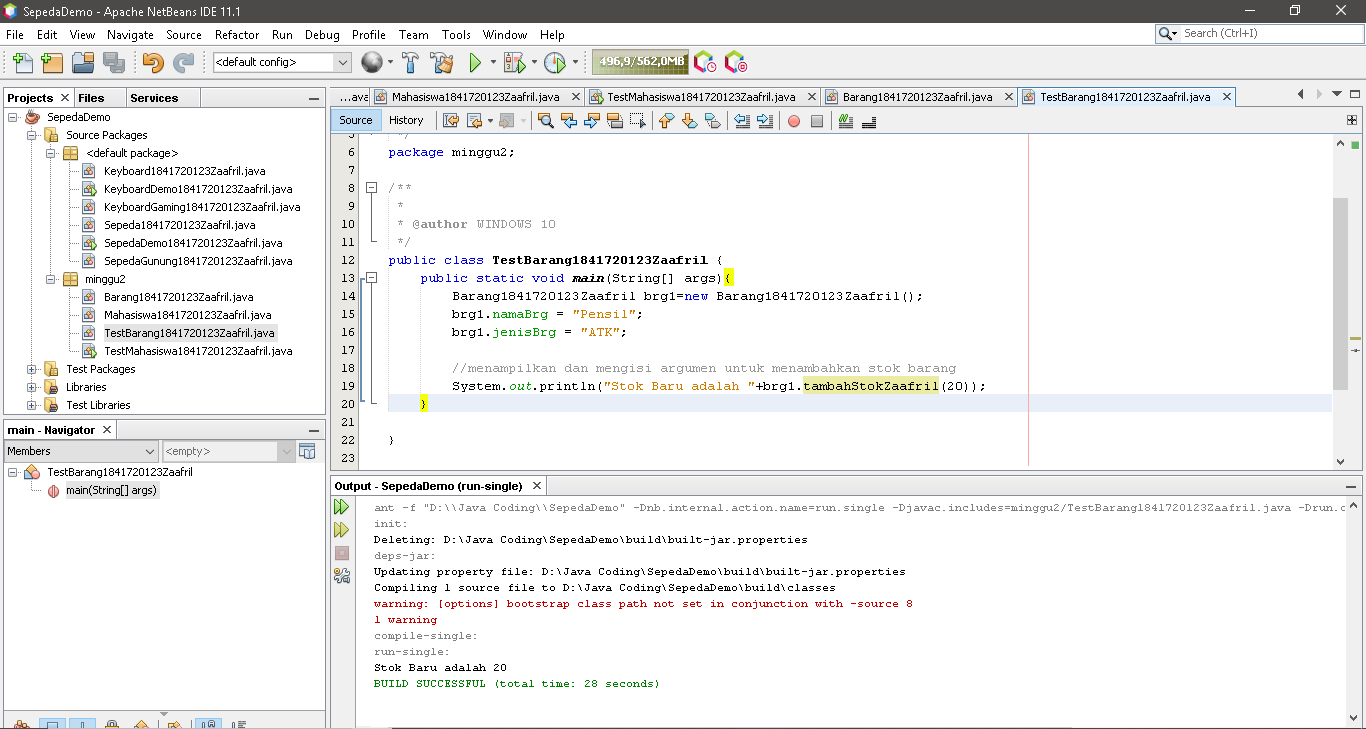 SepedaDemo - Apache NetBeans IDE 11.1
File Edit View Navigate Source Refactor Run Debug Profile Team Tools Window Help
Search (Ctrl+I)
<default config>
496,9/562,0MB
Projects Files Services
SepedaDemo
Source Packages
<default package>
Keyboard1841720123Zaafril.java
KeyboardDemo1841720123Zaafril.java
KeyboardGaming1841720123Zaafril.java
Sepeda1841720123Zaafril.java
SepedaDemo1841720123Zaafril.java
SepedaGunung1841720123Zaafril.java
minggu2
Barang1841720123Zaafril.java
Mahasiswa1841720123Zaafril.java
TestBarang1841720123Zaafril.java
TestMahasiswa1841720123Zaafril.java
Test Packages
Libraries
Test Libraries
main - Navigator
Members
<empty>
TestBarang1841720123Zaafril
main(String[] args)
...ava Mahasiswa1841720123Zaafril.java TestMahasiswa1841720123Zaafril.java Barang1841720123Zaafril.java TestBarang1841720123Zaafril.java
Source History
5 */
6 package minggu2;
7
8 /**
9 *
10 * @author WINDOWS 10
11 */
12 public class TestBarang1841720123Zaafril {
13 public static void main(String[] args){
14 Barang1841720123Zaafril brg1=new Barang1841720123Zaafril();
15 brg1.namaBrg = "Pensil";
16 brg1.jenisBrg = "ATK";
17
18 //menampilkan dan mengisi argumen untuk menambahkan stok barang
19 System.out.println("Stok Baru adalah "+brg1.tambahStokZaafril(20));
20 }
21
22 }
23
Output - SepedaDemo (run-single)
ant -f "D:\\Java Coding\\SepedaDemo" -Dnb.internal.action.name=run.single -Djavac.includes=minggu2/TestBarang1841720123Zaafril.java -Drun.c
init:
Deleting: D:\Java Coding\SepedaDemo\build\built-jar.properties
deps-jar:
Updating property file: D:\Java Coding\SepedaDemo\build\built-jar.properties
Compiling 1 source file to D:\Java Coding\SepedaDemo\build\classes
warning: [options] bootstrap class path not set in conjunction with -source 8
1 warning
compile-single:
run-single:
Stok Baru adalah 20
BUILD SUCCESSFUL (total time: 28 seconds)